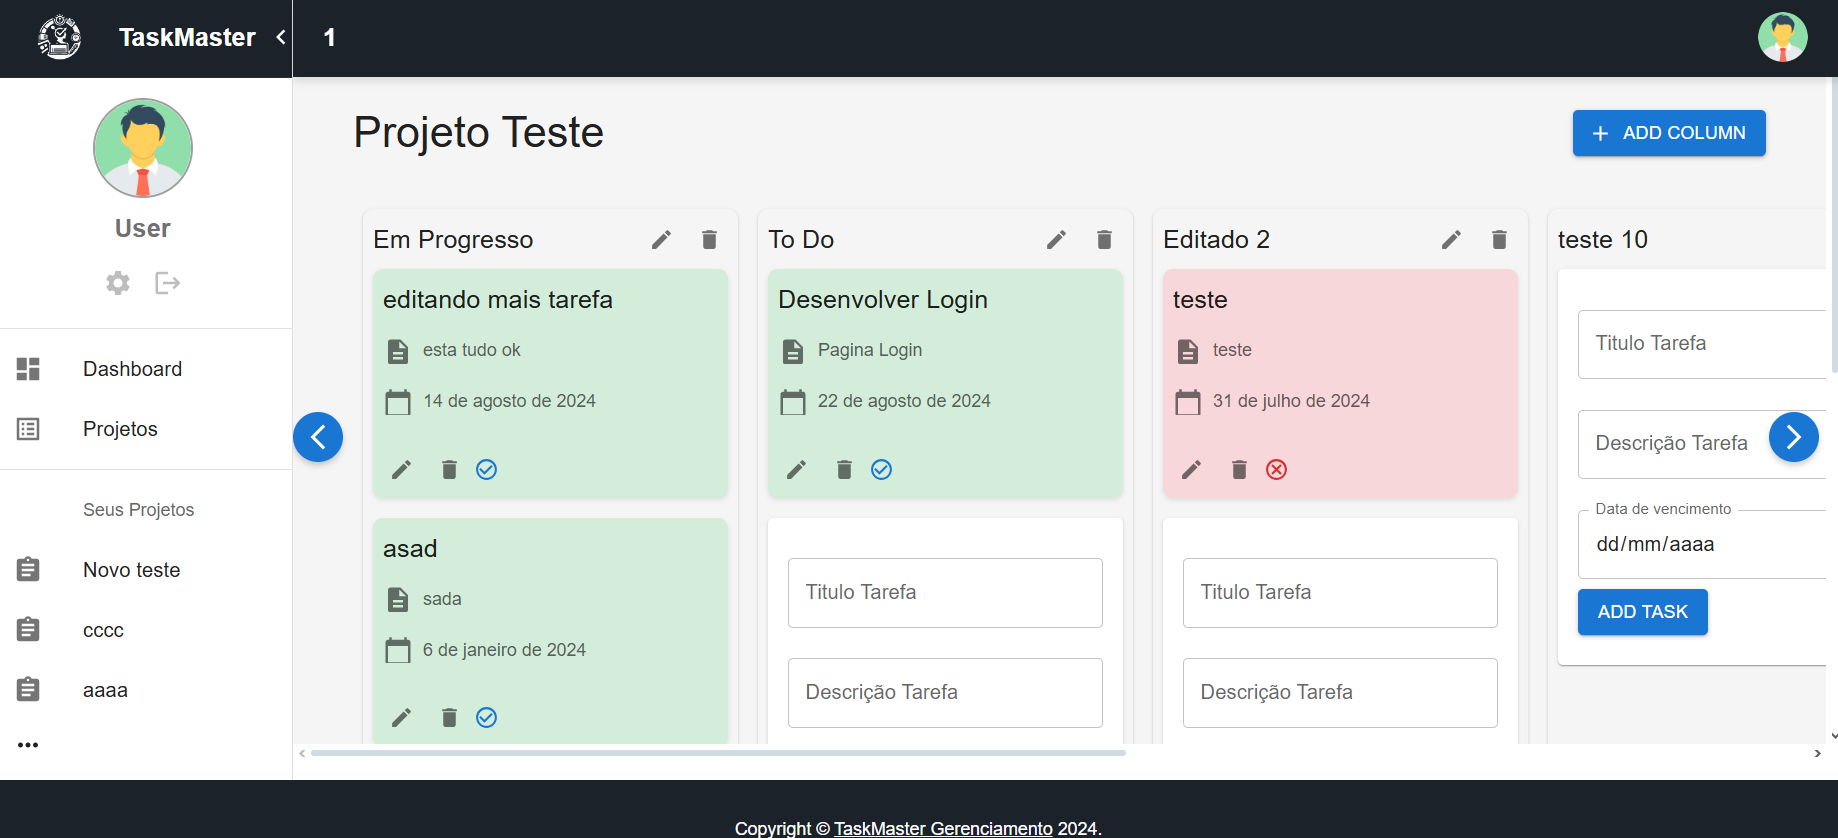 TaskMaster
1
User
Dashboard
Projetos
Seus Projetos
Novo teste
cccc
aaaa
Projeto Teste
ADD COLUMN
Em Progresso
editando mais tarefa
esta tudo ok
14 de agosto de 2024
asad
sada
6 de janeiro de 2024
To Do
Desenvolver Login
Pagina Login
22 de agosto de 2024
Titulo Tarefa
Descrição Tarefa
Editado 2
teste
teste
31 de julho de 2024
Titulo Tarefa
Descrição Tarefa
teste 10
Titulo Tarefa
Descrição Tarefa
Data de vencimento
dd/mm/aaaa
ADD TASK
Copyright © TaskMaster Gerenciamento 2024.